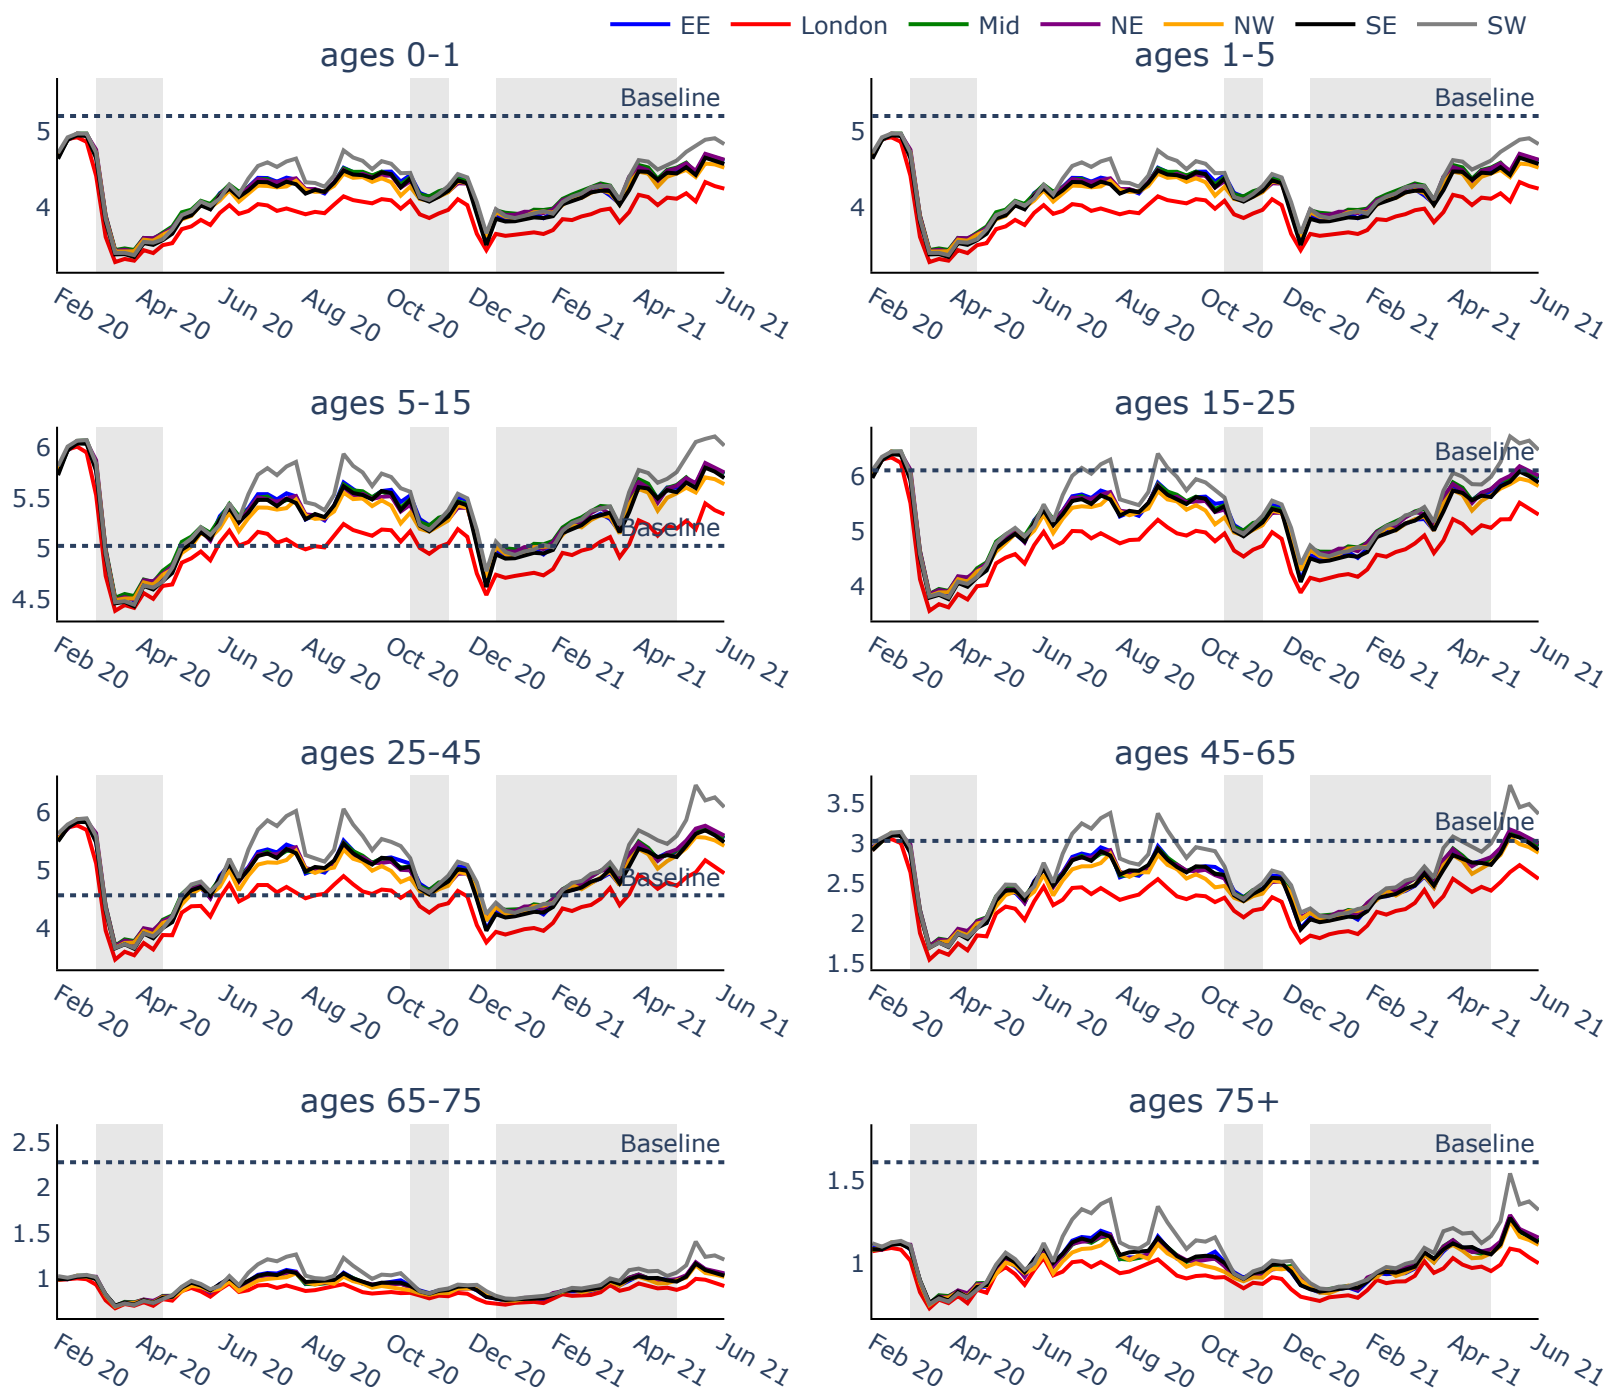 EE London Mid NE NW SE SW
ages 0-1 ages 1-5
Baseline Baseline
5 5
4 4
Feb 20 Apr 20 Jun 20 Aug 20 Oct 20 Dec 20 Feb 21 Apr 21 Jun 21 Feb 20 Apr 20 Jun 20 Aug 20 Oct 20 Dec 20 Feb 21 Apr 21 Jun 21
ages 5-15 ages 15-25
6 Baseline
5.5 6
Baseline 5
5 4
4.5
Feb 20 Apr 20 Jun 20 Aug 20 Oct 20 Dec 20 Feb 21 Apr 21 Jun 21 Feb 20 Apr 20 Jun 20 Aug 20 Oct 20 Dec 20 Feb 21 Apr 21 Jun 21
ages 25-45 ages 45-65
6 3.5
Baseline
5 3
Baseline 2.5
4 2
1.5
Feb 20 Apr 20 Jun 20 Aug 20 Oct 20 Dec 20 Feb 21 Apr 21 Jun 21 Feb 20 Apr 20 Jun 20 Aug 20 Oct 20 Dec 20 Feb 21 Apr 21 Jun 21
ages 65-75 ages 75+
2.5 Baseline Baseline
2 1.5
1.5
1 1
Feb 20 Apr 20 Jun 20 Aug 20 Oct 20 Dec 20 Feb 21 Apr 21 Jun 21 Feb 20 Apr 20 Jun 20 Aug 20 Oct 20 Dec 20 Feb 21 Apr 21 Jun 21